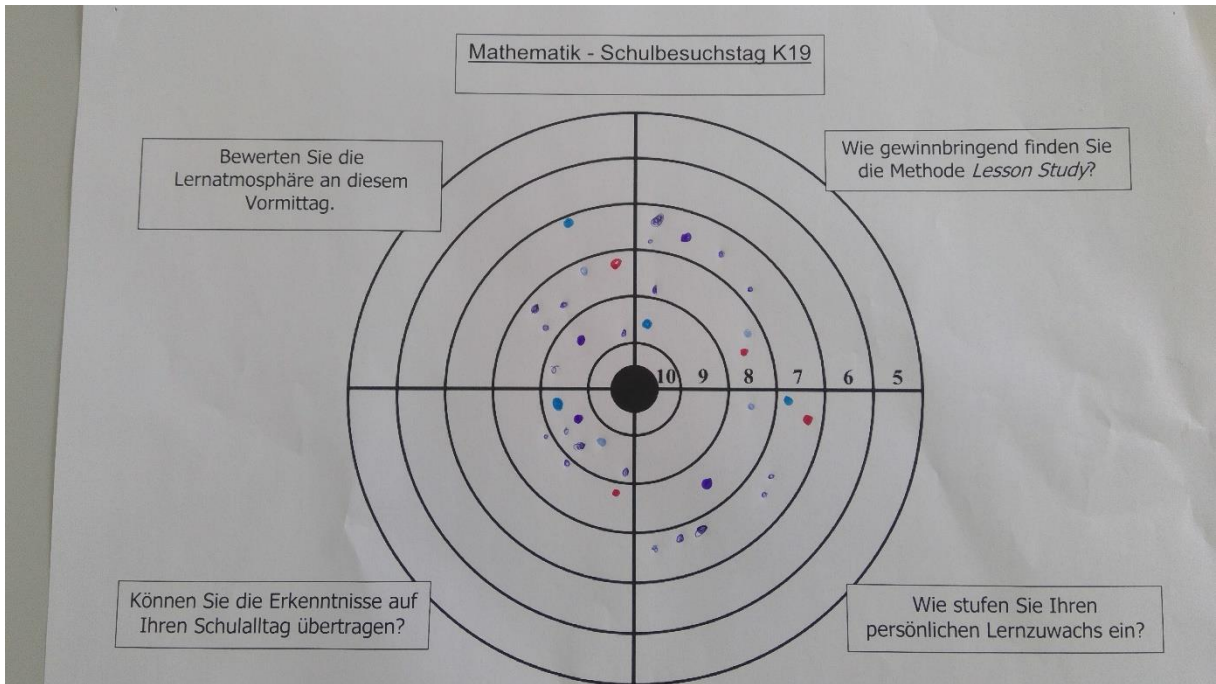 Mathematik - Schulbesuchstag K19
Bewerten Sie die
Lernatmosphäre an diesem
Vormittag.
Wie gewinnbringend finden Sie
die Methode Lesson Study?
10 9 8 7 6 5
Können Sie die Erkenntnisse auf
Ihren Schulalltag übertragen?
Wie stufen Sie Ihren
persönlichen Lernzuwachs ein?